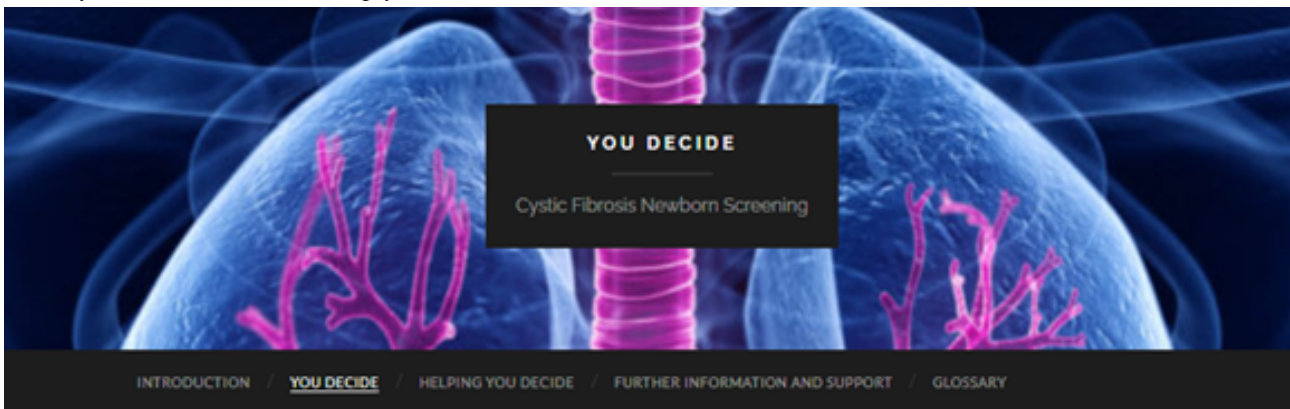 YOU DECIDE
Cystic Fibrosis Newborn Screening
INTRODUCTION / YOU DECIDE / HELPING YOU DECIDE / FURTHER INFORMATION AND SUPPORT / GLOSSARY